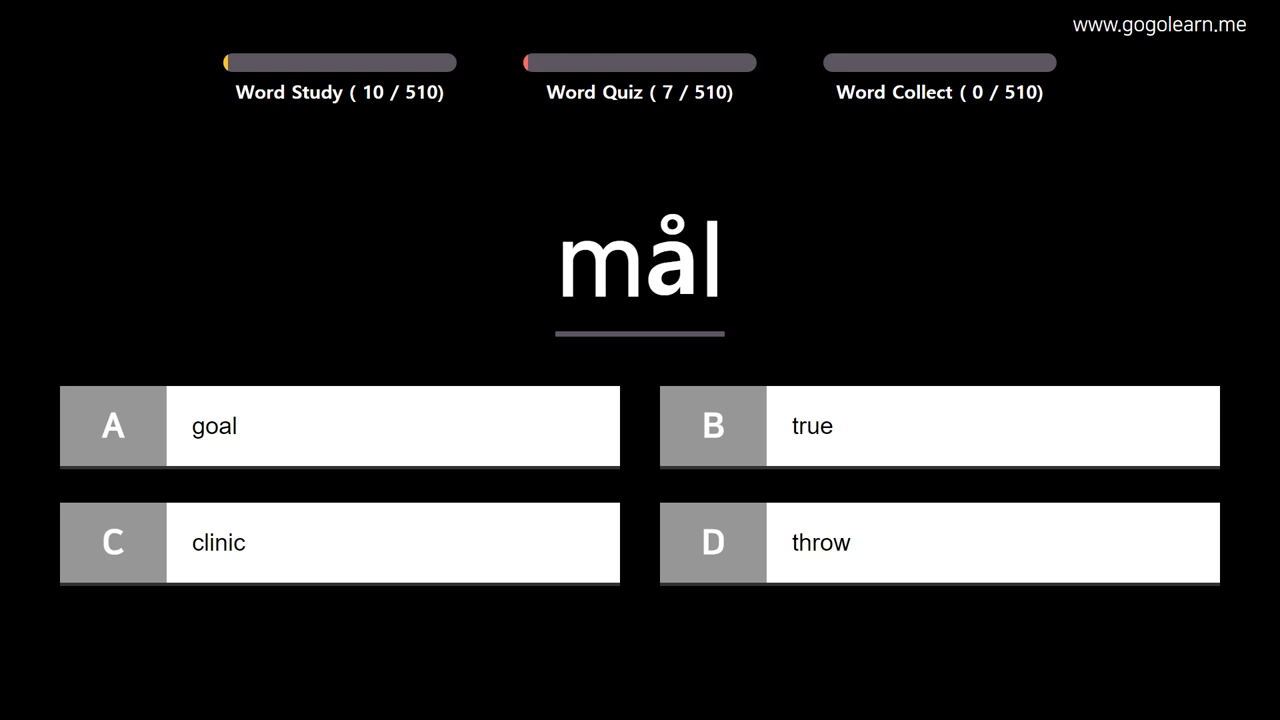 www.gogolearn.me
Word Study ( 10 / 510)
Word Quiz ( 7 / 510)
Word Collect ( 0 / 510)
mål
A goal
B true
C clinic
D throw